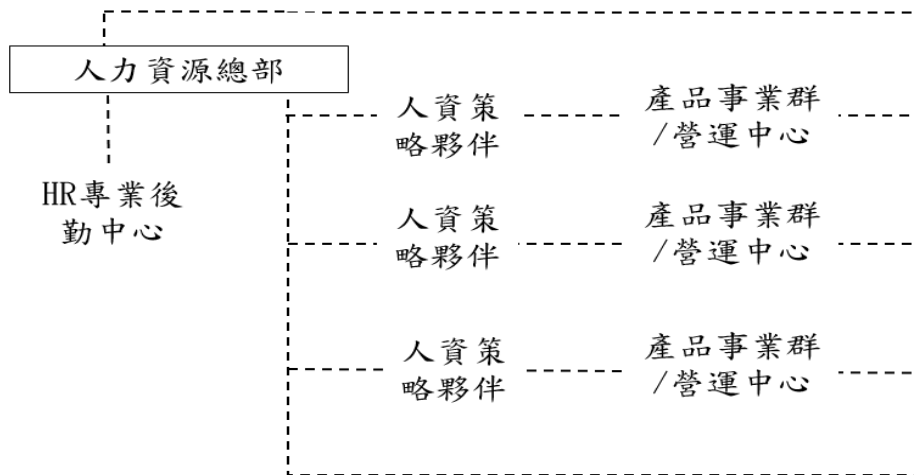 人力資源總部
人資策
略夥伴
產品事業群
/營運中心
HR專業後
勤中心
人資策
略夥伴
產品事業群
/營運中心
人資策
略夥伴
產品事業群
/營運中心